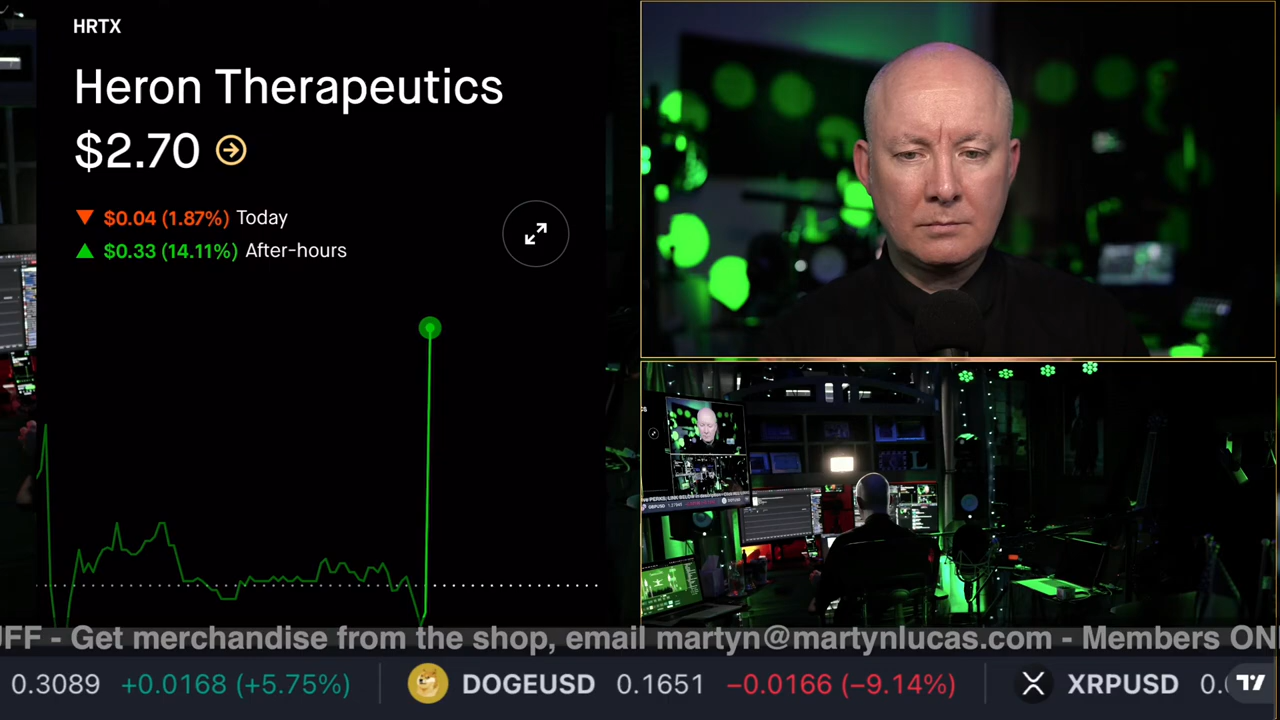 HRTX
Heron Therapeutics
$2.70
$0.04 (1.87%) Today
$0.33 (14.11%) After-hours
UFF - Get merchandise from the shop, email martyn@martynlucas.com - Members ON
0.3089 +0.0168 (+5.75%) DOGEUSD 0.1651 −0.0166 (−9.14%) XRPUSD 0.